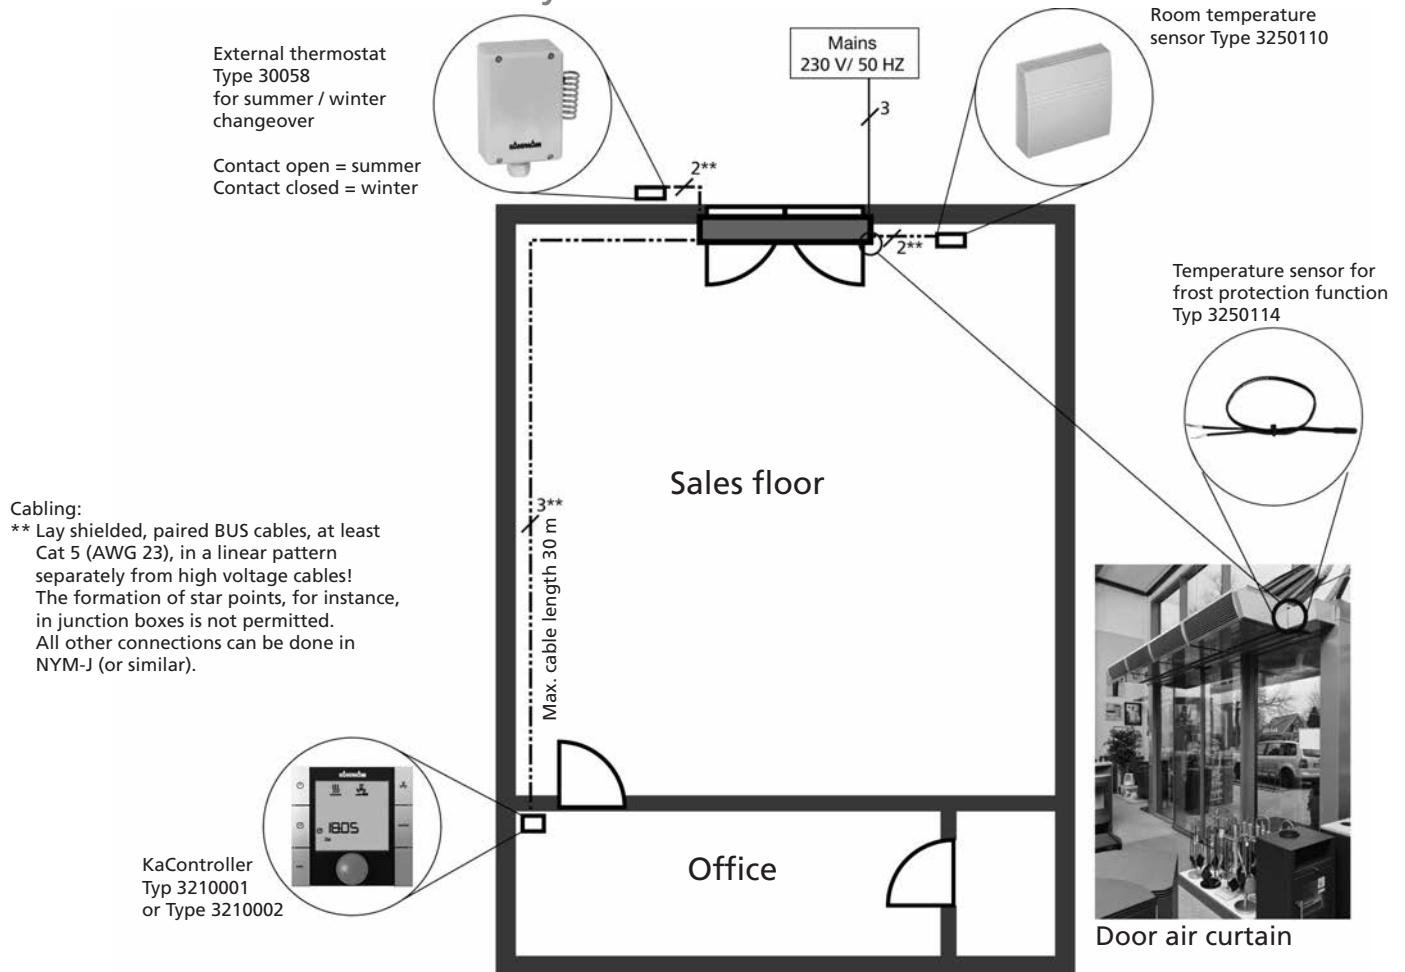 External thermostat
Type 30058
for summer / winter
changeover
Contact open = summer
Contact closed = winter
Mains
230 V/ 50 HZ
3
Room temperature
sensor Type 3250110
2**
2**
Temperature sensor for
frost protection function
Typ 3250114
Sales floor
3**
Max. cable length 30 m
Cabling:
** Lay shielded, paired BUS cables, at least
Cat 5 (AWG 23), in a linear pattern
separately from high voltage cables!
The formation of star points, for instance,
in junction boxes is not permitted.
All other connections can be done in
NYM-J (or similar).
18:05
KaController
Typ 3210001
or Type 3210002
Office
Door air curtain